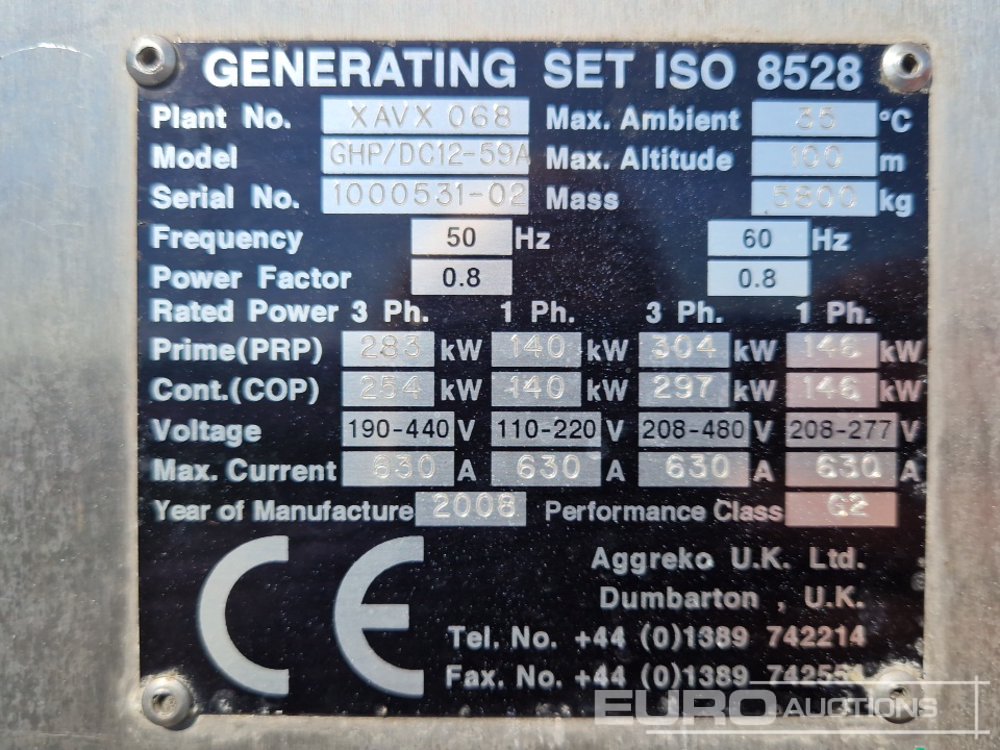 GENERATING SET ISO 8528
Plant No. XAVX 068 Max. Ambient 35 °C
Model GHP/DC12-59A Max. Altitude 100 m
Serial No. 1000531-02 Mass 5800 kg
Frequency 50 Hz 60 Hz
Power Factor 0.8 0.8
Rated Power 3 Ph. 1 Ph. 3 Ph. 1 Ph.
Prime(PRP) 283 kW 140 kW 304 kW 146 kW
Cont.(COP) 254 kW 140 kW 297 kW 146 kW
Voltage 190-440 V 110-220 V 208-480 V 208-277 V
Max. Current 630 A 630 A 630 A 630 A
Year of Manufacture 2008 Performance Class G2
CE
Aggreko U.K. Ltd.
Dumbarton , U.K.
Tel. No. +44 (0)1389 742214
Fax. No. +44 (0)1389
EURO AUCTIONS